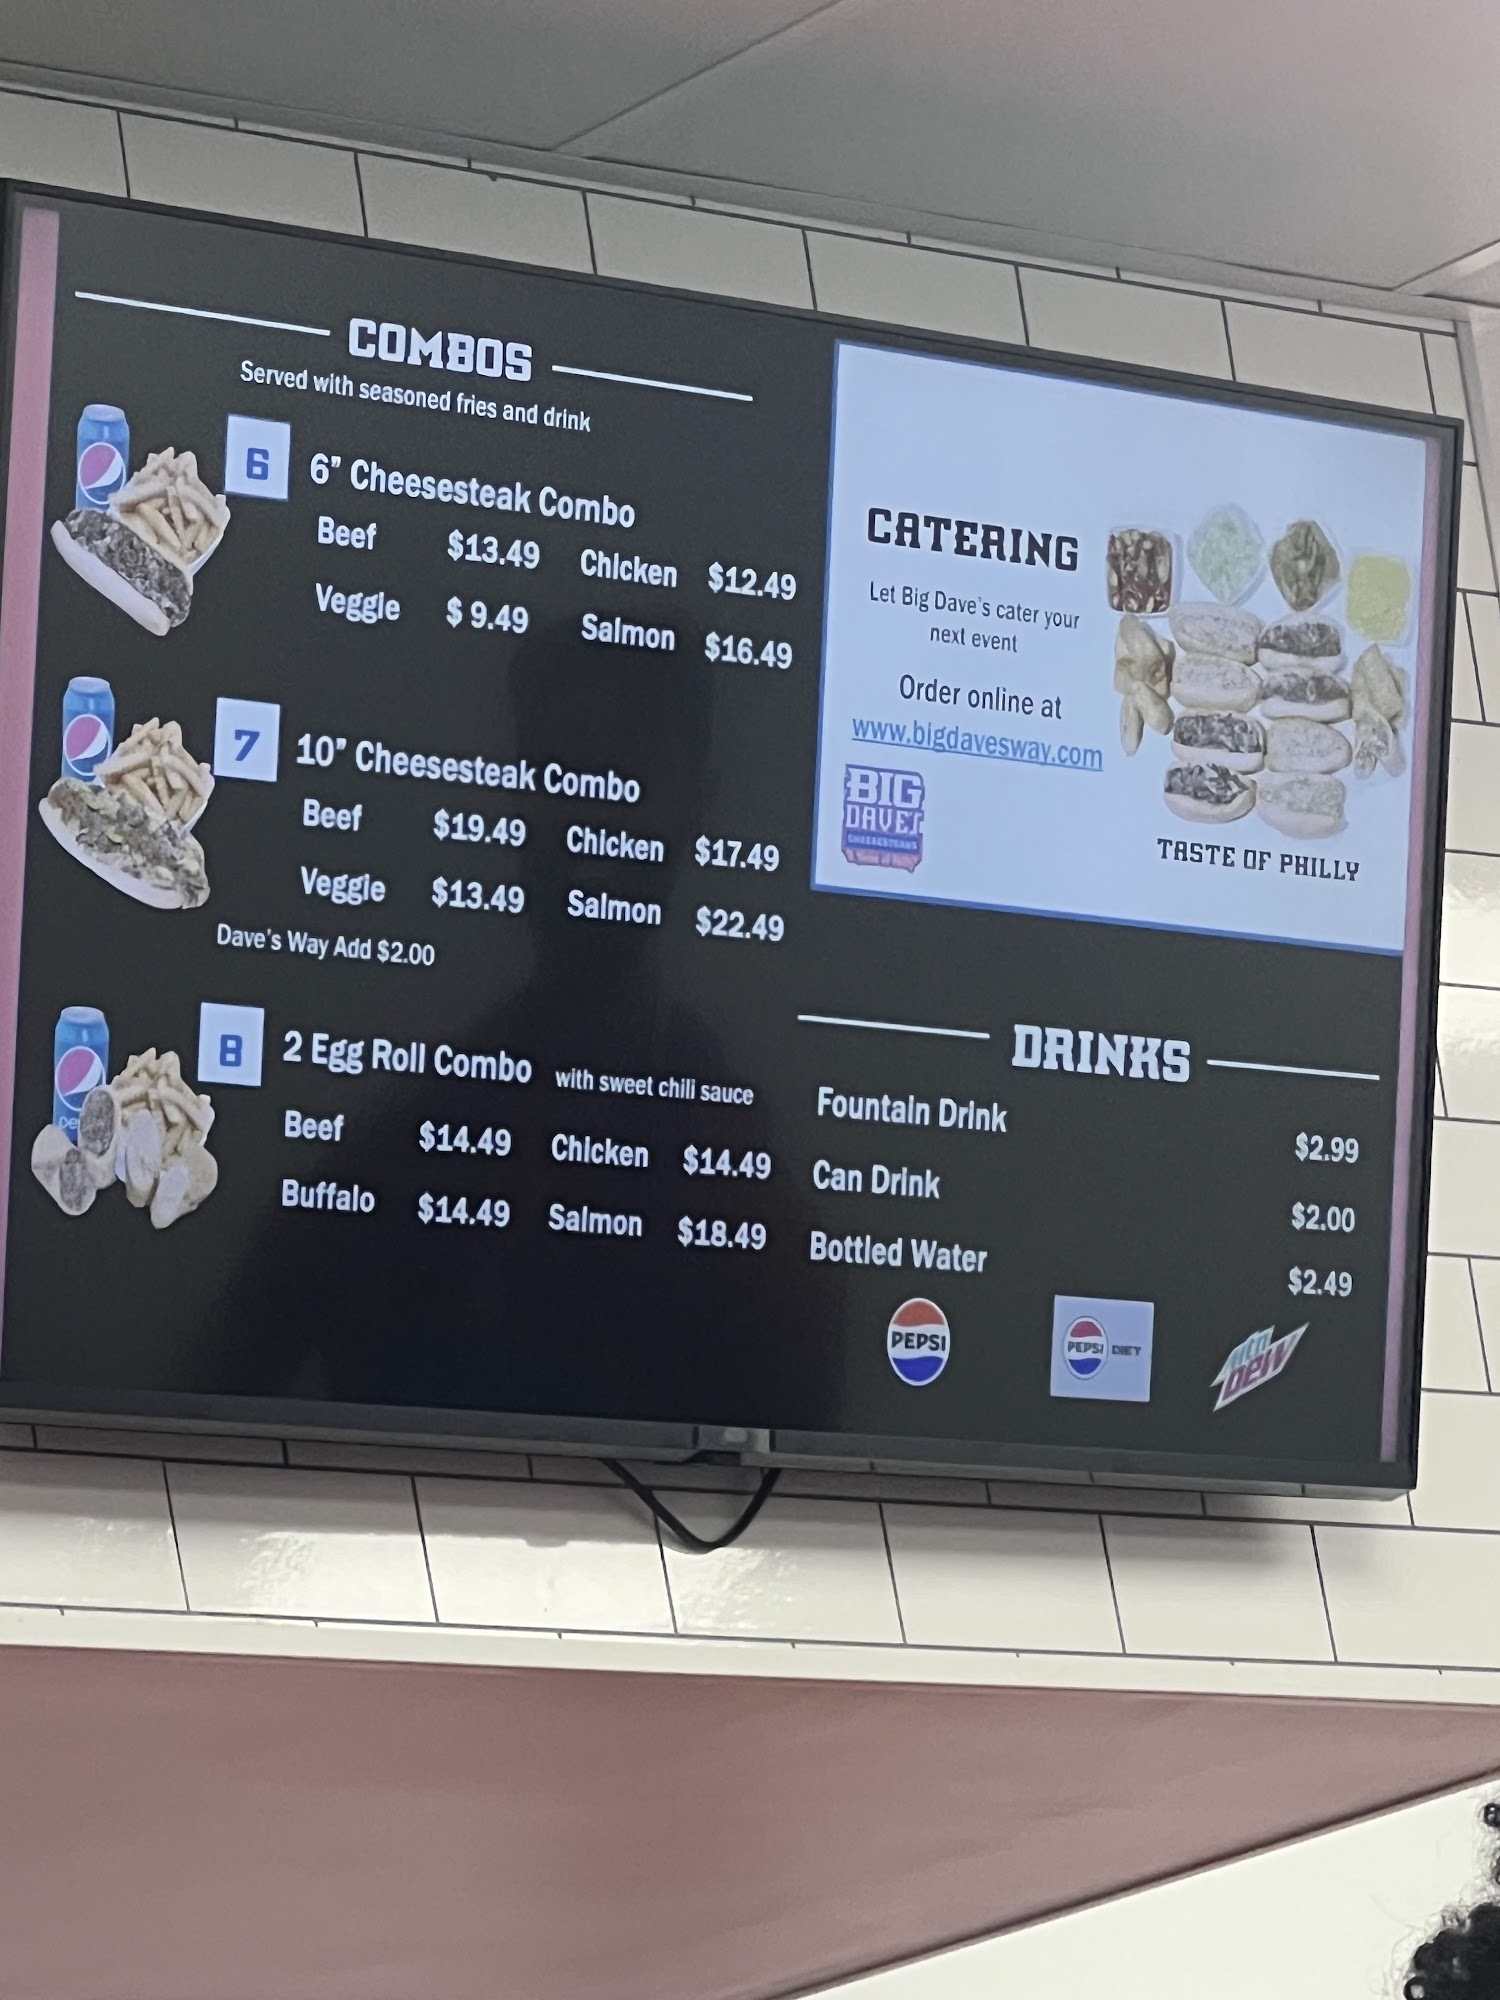 COMBOS
Served with seasoned fries and drink
6
6” Cheesesteak Combo
Beef $13.49 Chicken $12.49
Veggie $ 9.49 Salmon $16.49
7
10” Cheesesteak Combo
Beef $19.49 Chicken $17.49
Veggie $13.49 Salmon $22.49
Dave’s Way Add $2.00
8
2 Egg Roll Combo with sweet chili sauce
Beef $14.49 Chicken $14.49
Buffalo $14.49 Salmon $18.49
CATERING
Let Big Dave’s cater your
next event
Order online at
www.bigdavesway.com
BIG
DAVE'S
CHEESESTEAKS
TASTE OF PHILLY
DRINKS
Fountain Drink $2.99
Can Drink $2.00
Bottled Water $2.49
PEPSI
PEPSI DIET
mtn
DEW